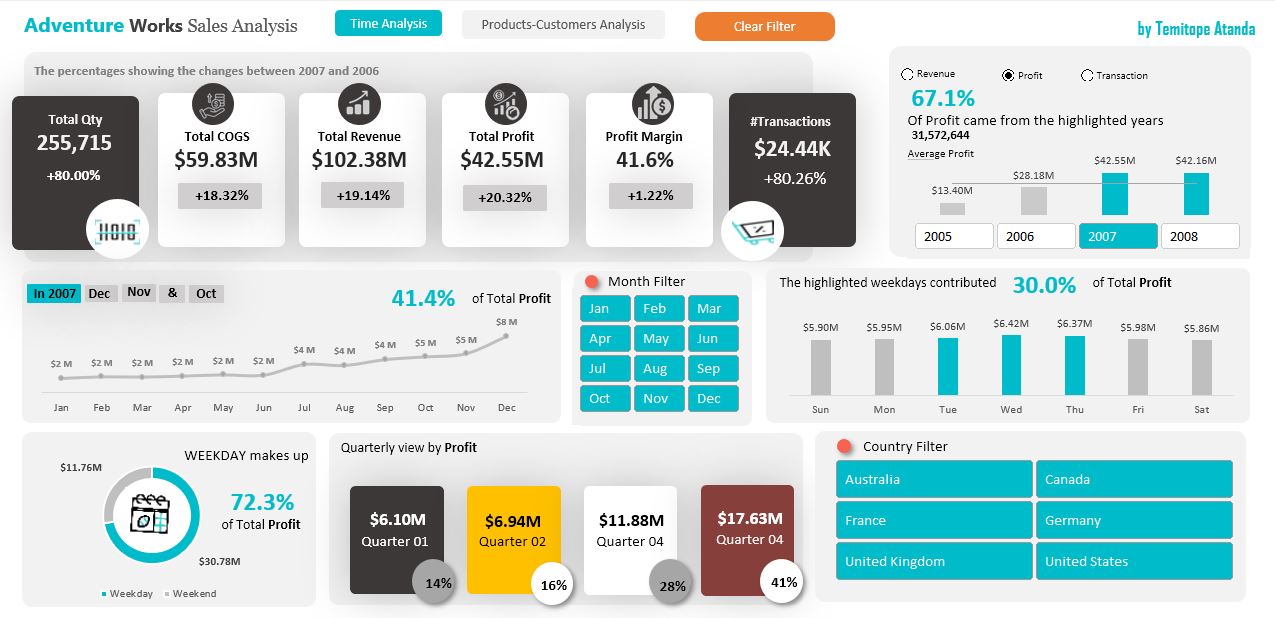 Adventure Works Sales Analysis
Time Analysis
Products-Customers Analysis
Clear Filter
by Temitope Atanda
The percentages showing the changes between 2007 and 2006
Total Qty
255,715
+80.00%
Total COGS
$59.83M
+18.32%
Total Revenue
$102.38M
+19.14%
Total Profit
$42.55M
+20.32%
Profit Margin
41.6%
+1.22%
#Transactions
$24.44K
+80.26%
Revenue
Profit
Transaction
67.1%
Of Profit came from the highlighted years
31,572,644
Average Profit
$13.40M
$28.18M
$42.55M
$42.16M
2005
2006
2007
2008
In 2007
Dec
Nov
&
Oct
41.4% of Total Profit
$2 M
$2 M
$2 M
$2 M
$2 M
$2 M
$4 M
$4 M
$4 M
$5 M
$5 M
$8 M
Jan
Feb
Mar
Apr
May
Jun
Jul
Aug
Sep
Oct
Nov
Dec
Month Filter
Jan
Feb
Mar
Apr
May
Jun
Jul
Aug
Sep
Oct
Nov
Dec
The highlighted weekdays contributed 30.0% of Total Profit
$5.90M
$5.95M
$6.06M
$6.42M
$6.37M
$5.98M
$5.86M
Sun
Mon
Tue
Wed
Thu
Fri
Sat
WEEKDAY makes up
72.3%
of Total Profit
$11.76M
$30.78M
Weekday
Weekend
Quarterly view by Profit
$6.10M
Quarter 01
14%
$6.94M
Quarter 02
16%
$11.88M
Quarter 04
28%
$17.63M
Quarter 04
41%
Country Filter
Australia
Canada
France
Germany
United Kingdom
United States